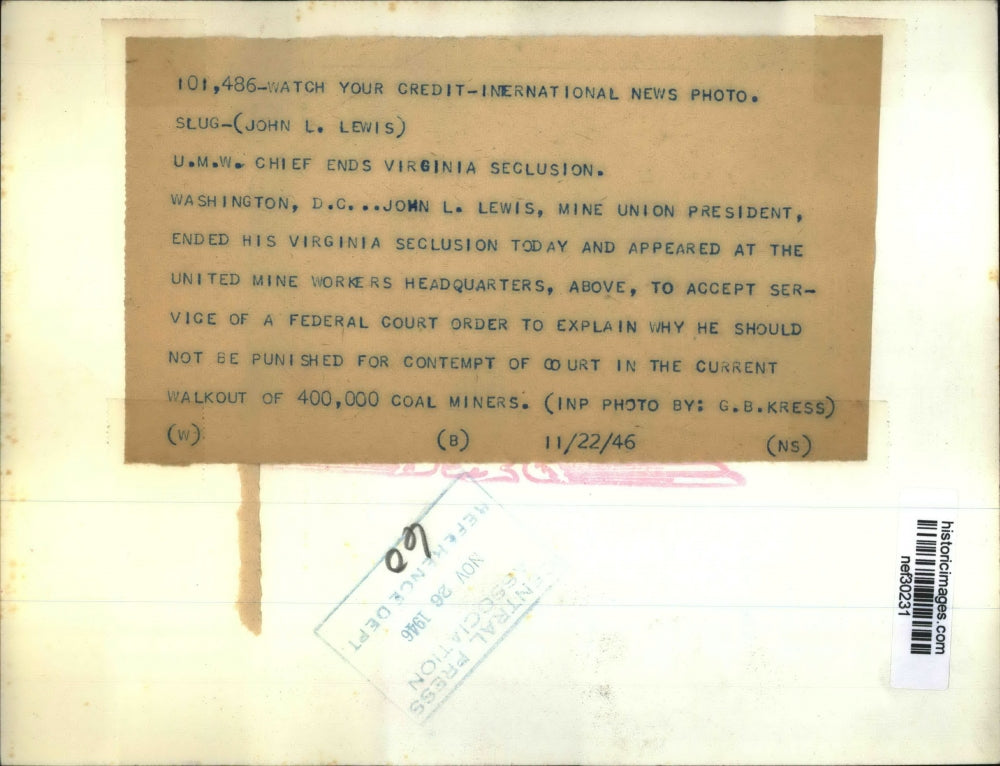 101,486-WATCH YOUR CREDIT-INERNATIONAL NEWS PHOTO.
SLUG-(JOHN L. LEWIS)
U.M.W. CHIEF ENDS VIRGINIA SECLUSION.
WASHINGTON, D.C...JOHN L. LEWIS, MINE UNION PRESIDENT,
ENDED HIS VIRGINIA SECLUSION TODAY AND APPEARED AT THE
UNITED MINE WORKERS HEADQUARTERS, ABOVE, TO ACCEPT SER-
VICE OF A FEDERAL COURT ORDER TO EXPLAIN WHY HE SHOULD
NOT BE PUNISHED FOR CONTEMPT OF COURT IN THE CURRENT
WALKOUT OF 400,000 COAL MINERS. (INP PHOTO BY: G.B.KRESS)
(W) (B) 11/22/46 (NS)
REFERENCE DEPT
NOV 26 1946
CENTRAL PRESS
ASSOCIATION
historicimages.com
nef30231